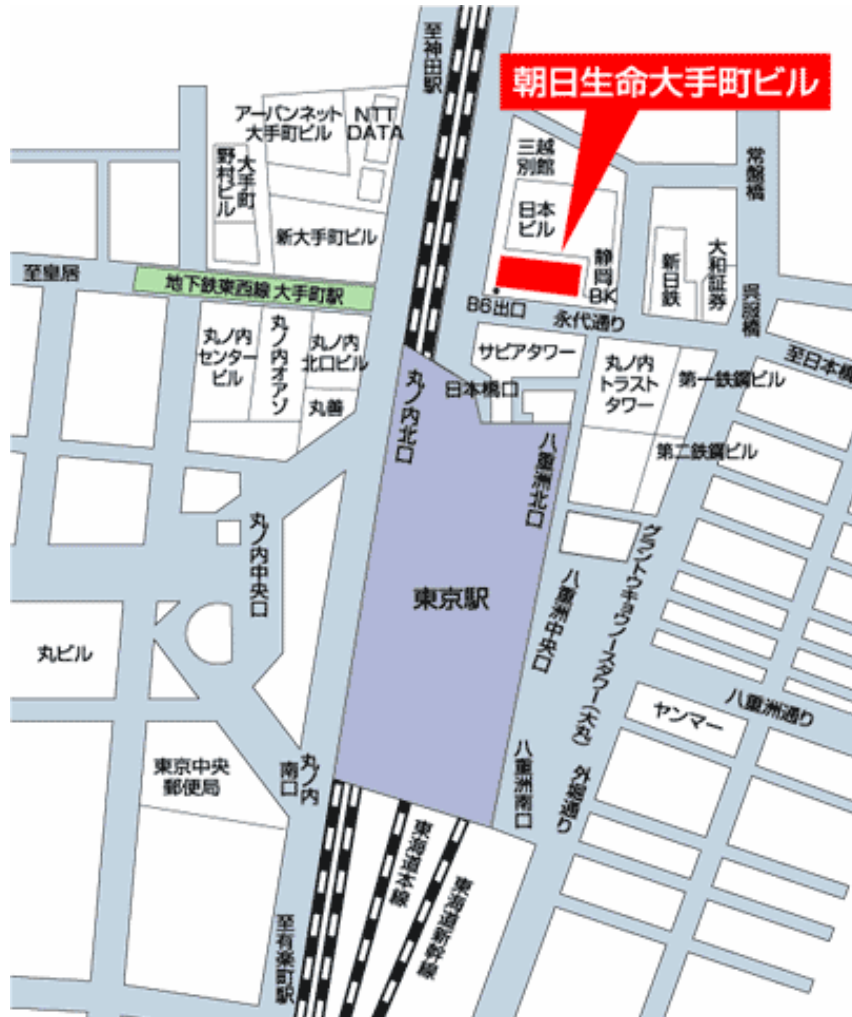 至神田駅
朝日生命大手町ビル
アーバンネット
大手町ビル
NTT
DATA
大手町
野村ビル
新大手町ビル
三越
別館
日本
ビル
静岡
BK
常盤橋
新日鉄
大和証券
呉服橋
至皇居
地下鉄東西線 大手町駅
B6出口
永代通り
至日本橋
丸ノ内
センター
ビル
丸ノ内オアゾ
丸ノ内
北口ビル
丸善
サピアタワー
丸ノ内
トラスト
タワー
第一鉄鋼ビル
第二鉄鋼ビル
日本橋口
丸ノ内北口
八重洲北口
丸ノ内中央口
東京駅
八重洲中央口
グラントウキョウノースタワー(大丸)
丸ビル
八重洲通り
ヤンマー
東京中央
郵便局
丸ノ内
南口
八重洲南口
外堀通り
東海道本線
東海道新幹線
至有楽町駅